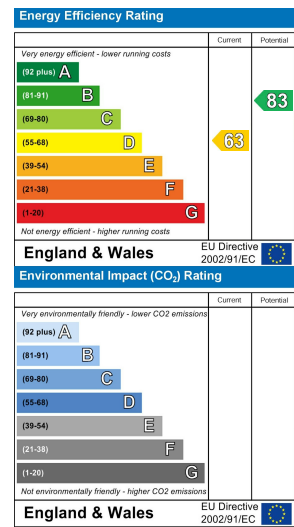 Energy Efficiency Rating
Current Potential
Very energy efficient - lower running costs
(92 plus) A
(81-91) B
83
(69-80) C
(55-68) D
63
(39-54) E
(21-38) F
(1-20) G
Not energy efficient - higher running costs
England & Wales
EU Directive
2002/91/EC
Environmental Impact (CO₂) Rating
Current Potential
Very environmentally friendly - lower CO2 emissions
(92 plus) A
(81-91) B
(69-80) C
(55-68) D
(39-54) E
(21-38) F
(1-20) G
Not environmentally friendly - higher CO2 emissions
England & Wales
EU Directive
2002/91/EC